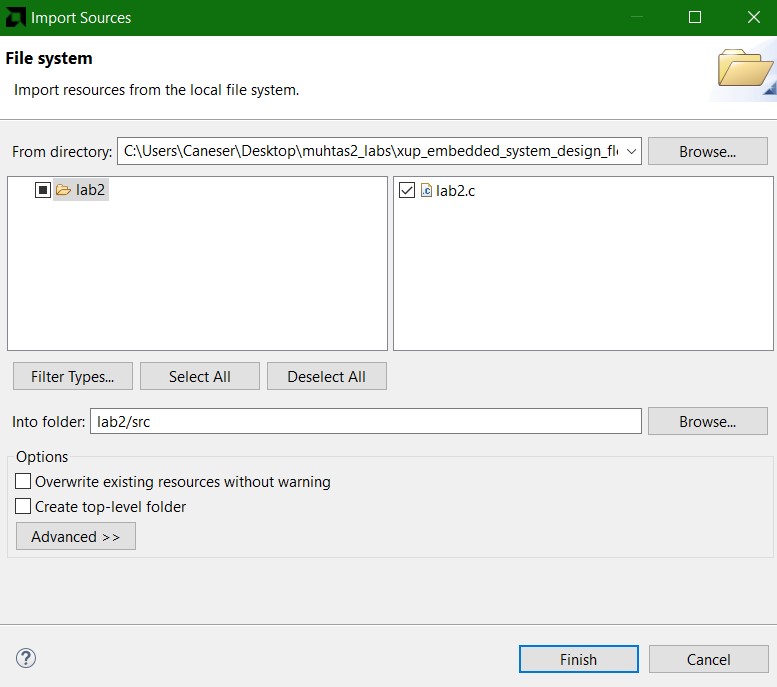 Import Sources
File system
Import resources from the local file system.
From directory: C:\Users\Caneser\Desktop\muhtas2_labs\xup_embedded_system_design_fl Browse...
lab2
lab2.c
Filter Types... Select All Deselect All
Into folder: lab2/src Browse...
Options
Overwrite existing resources without warning
Create top-level folder
Advanced >>
? Finish Cancel